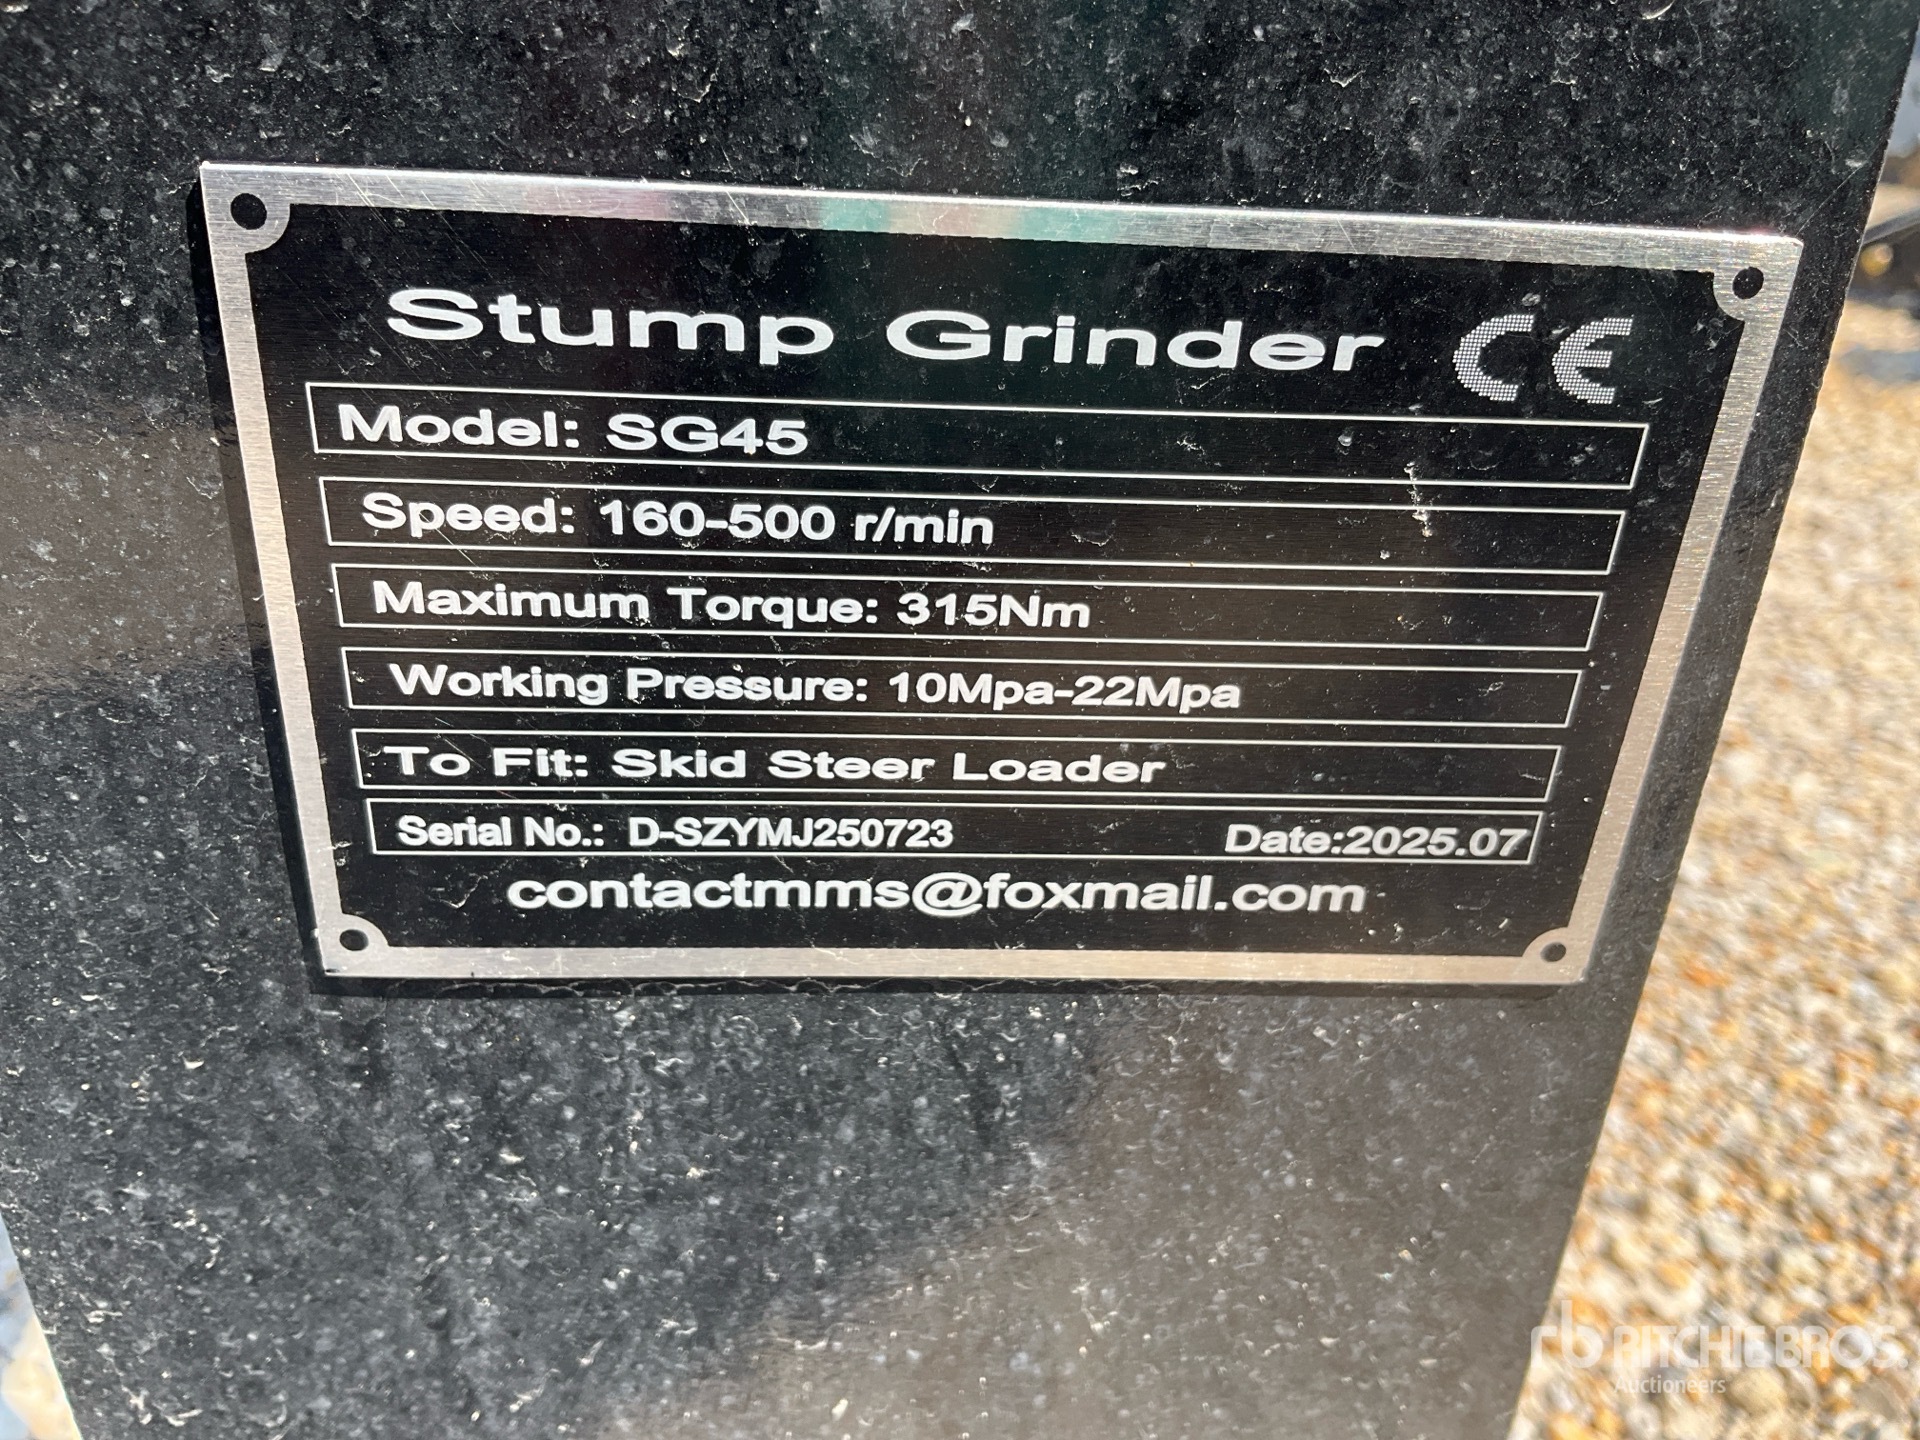 Stump Grinder CE
Model: SG45
Speed: 160-500 r/min
Maximum Torque: 315Nm
Working Pressure: 10Mpa-22Mpa
To Fit: Skid Steer Loader
Serial No.: D-SZYMJ250723 Date:2025.07
contactmms@foxmail.com
rb RITCHIE BROS.
Auctioneers